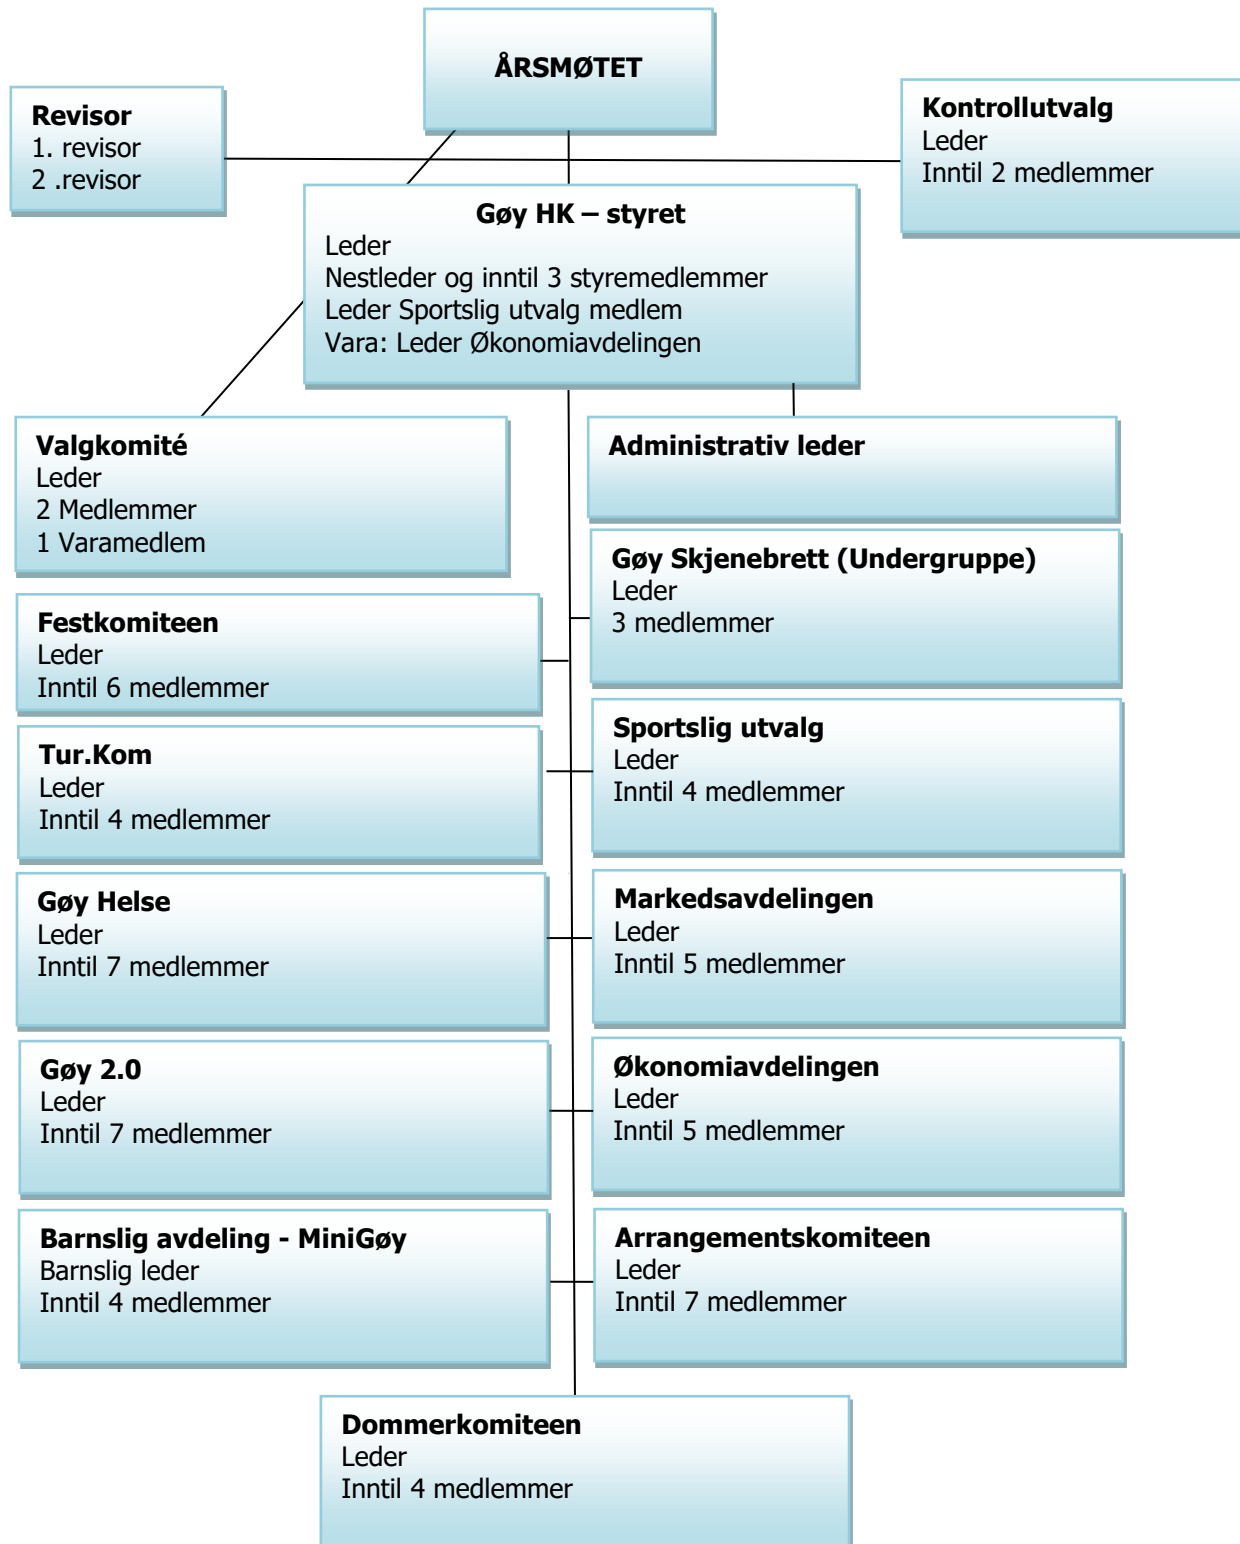 ÅRSMØTET
Revisor
1. revisor
2 .revisor
Kontrollutvalg
Leder
Inntil 2 medlemmer
Gøy HK – styret
Leder
Nestleder og inntil 3 styremedlemmer
Leder Sportslig utvalg medlem
Vara: Leder Økonomiavdelingen
Valgkomité
Leder
2 Medlemmer
1 Varamedlem
Administrativ leder
Gøy Skjenebrett (Undergruppe)
Leder
3 medlemmer
Festkomiteen
Leder
Inntil 6 medlemmer
Sportslig utvalg
Leder
Inntil 4 medlemmer
Tur.Kom
Leder
Inntil 4 medlemmer
Gøy Helse
Leder
Inntil 7 medlemmer
Markedsavdelingen
Leder
Inntil 5 medlemmer
Gøy 2.0
Leder
Inntil 7 medlemmer
Økonomiavdelingen
Leder
Inntil 5 medlemmer
Barnslig avdeling - MiniGøy
Barnslig leder
Inntil 4 medlemmer
Arrangementskomiteen
Leder
Inntil 7 medlemmer
Dommerkomiteen
Leder
Inntil 4 medlemmer